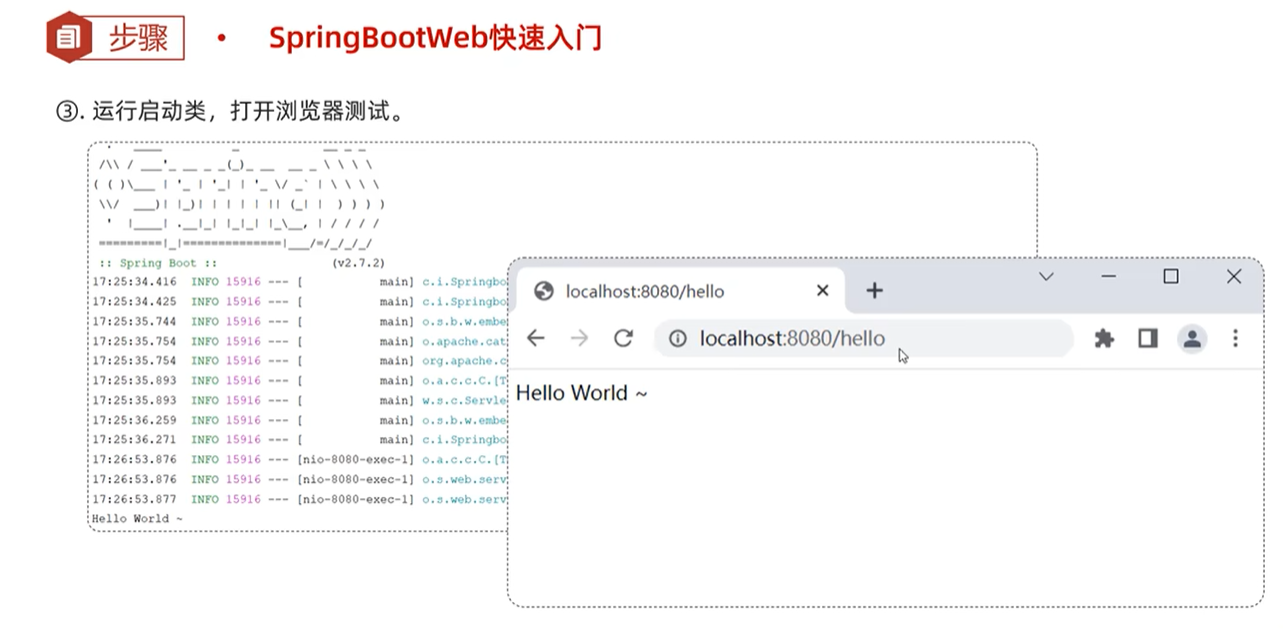 步骤
• SpringBootWeb快速入门
③. 运行启动类，打开浏览器测试。
:: Spring Boot :: (v2.7.2)
17:25:34.416 INFO 15916 --- [ main] c.i.Springbo
17:25:34.425 INFO 15916 --- [ main] c.i.Springbo
17:25:35.744 INFO 15916 --- [ main] o.s.b.w.embe
17:25:35.754 INFO 15916 --- [ main] o.apache.cat
17:25:35.754 INFO 15916 --- [ main] org.apache.c
17:25:35.893 INFO 15916 --- [ main] o.a.c.c.C.[T
17:25:35.893 INFO 15916 --- [ main] w.s.c.Servle
17:25:36.259 INFO 15916 --- [ main] o.s.b.w.embe
17:25:36.271 INFO 15916 --- [ main] c.i.Springbo
17:26:53.876 INFO 15916 --- [nio-8080-exec-1] o.a.c.c.C.[T
17:26:53.876 INFO 15916 --- [nio-8080-exec-1] o.s.web.serv
17:26:53.877 INFO 15916 --- [nio-8080-exec-1] o.s.web.serv
Hello World ~
localhost:8080/hello
localhost:8080/hello
Hello World ~